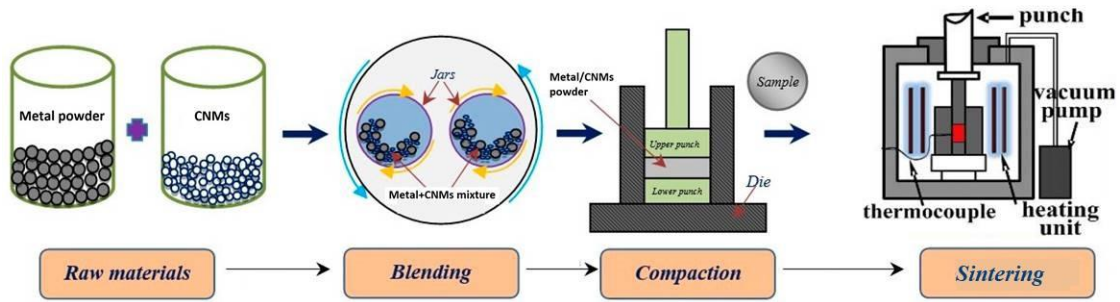 Metal powder
CNMs
Jars
Metal+CNMs mixture
Metal/CNMs
powder
Upper punch
Lower punch
Die
Sample
punch
vacuum
pump
thermocouple
heating
unit
Raw materials
Blending
Compaction
Sintering